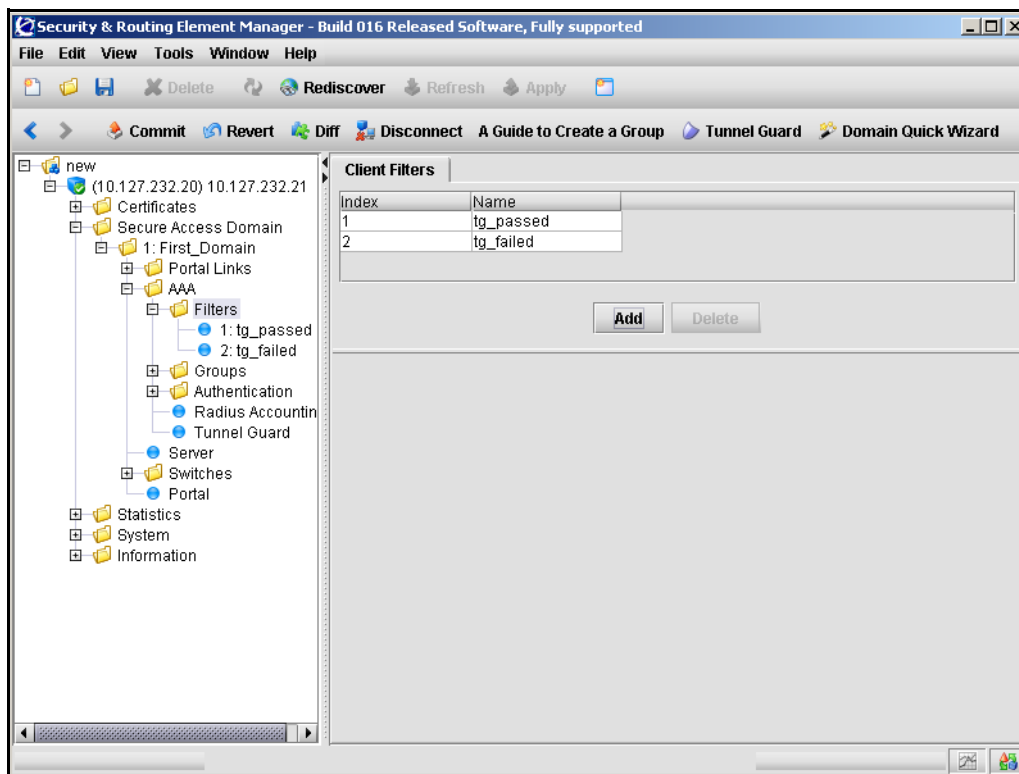 Security & Routing Element Manager - Build 016 Released Software, Fully supported
File Edit View Tools Window Help
Delete Rediscover Refresh Apply
Commit Revert Diff Disconnect A Guide to Create a Group Tunnel Guard Domain Quick Wizard
new
(10.127.232.20) 10.127.232.21
Certificates
Secure Access Domain
1: First_Domain
Portal Links
AAA
Filters
1: tg_passed
2: tg_failed
Groups
Authentication
Radius Accountin
Tunnel Guard
Server
Switches
Portal
Statistics
System
Information
Client Filters
Index Name
1 tg_passed
2 tg_failed
Add Delete